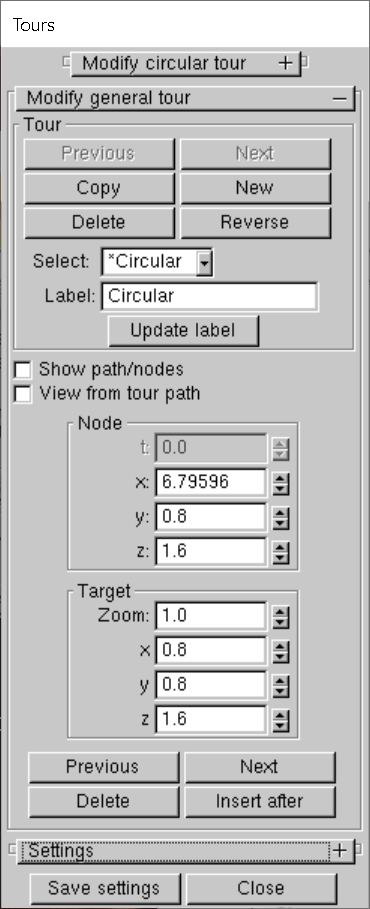 Tours
Modify circular tour +
Modify general tour −
Tour
Previous Next
Copy New
Delete Reverse
Select: *Circular
Label: Circular
Update label
Show path/nodes
View from tour path
Node
t: 0.0
x: 6.79596
y: 0.8
z: 1.6
Target
Zoom: 1.0
x 0.8
y 0.8
z 1.6
Previous Next
Delete Insert after
Settings +
Save settings Close